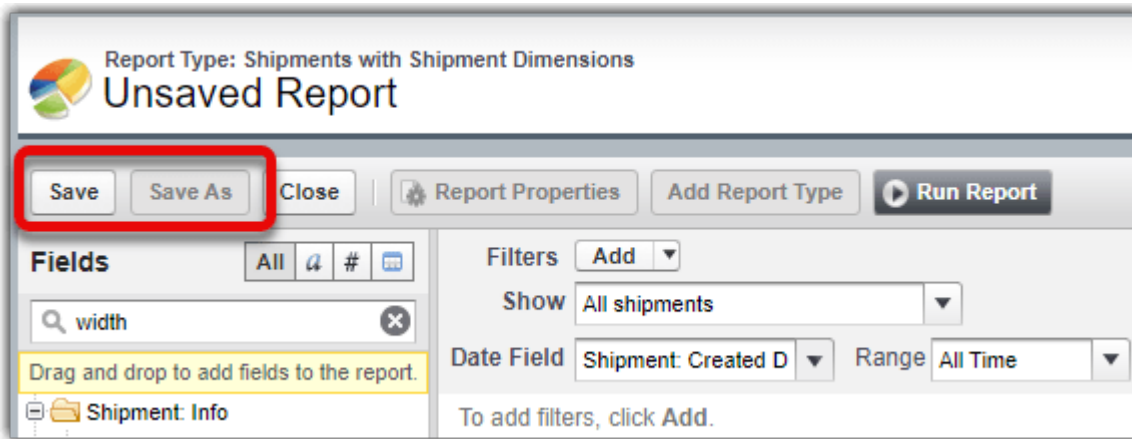 Report Type: Shipments with Shipment Dimensions
Unsaved Report
Save Save As Close Report Properties Add Report Type Run Report
Fields All a #
width
Drag and drop to add fields to the report.
Shipment: Info
Filters Add
Show All shipments
Date Field Shipment: Created D Range All Time
To add filters, click Add.